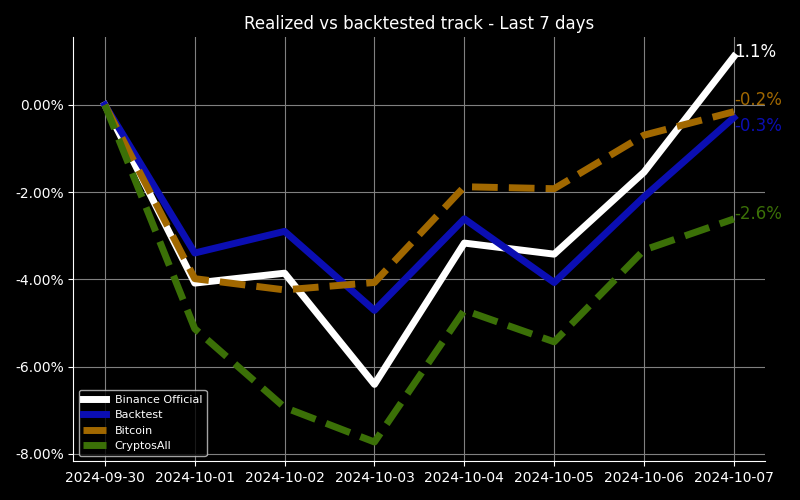 Realized vs backtested track - Last 7 days
1.1%
-0.2%
-0.3%
-2.6%
0.00%
-2.00%
-4.00%
-6.00%
-8.00%
Binance Official
Backtest
Bitcoin
CryptosAll
2024-09-30 2024-10-01 2024-10-02 2024-10-03 2024-10-04 2024-10-05 2024-10-06 2024-10-07